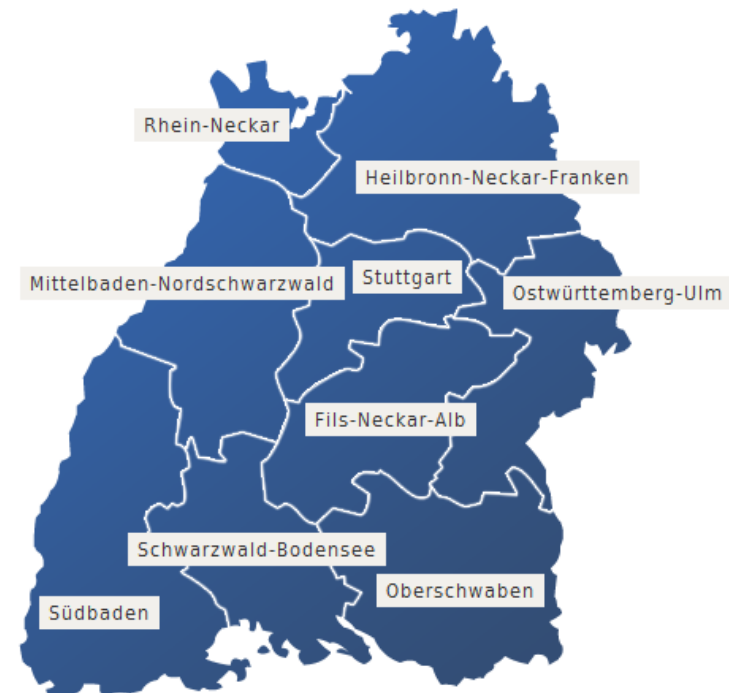 Rhein-Neckar
Heilbronn-Neckar-Franken
Mittelbaden-Nordschwarzwald
Stuttgart
Ostwürttemberg-Ulm
Fils-Neckar-Alb
Schwarzwald-Bodensee
Oberschwaben
Südbaden